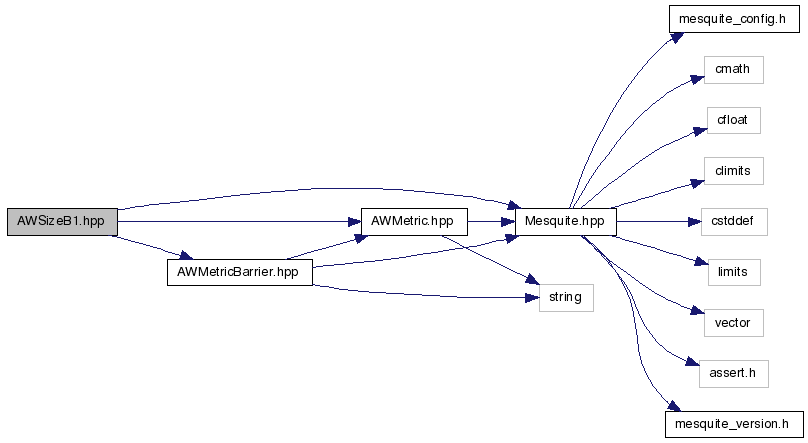 mesquite_config.h
cmath
cfloat
climits
AWSizeB1.hpp
AWMetric.hpp
Mesquite.hpp
cstddef
AWMetricBarrier.hpp
limits
string
vector
assert.h
mesquite_version.h